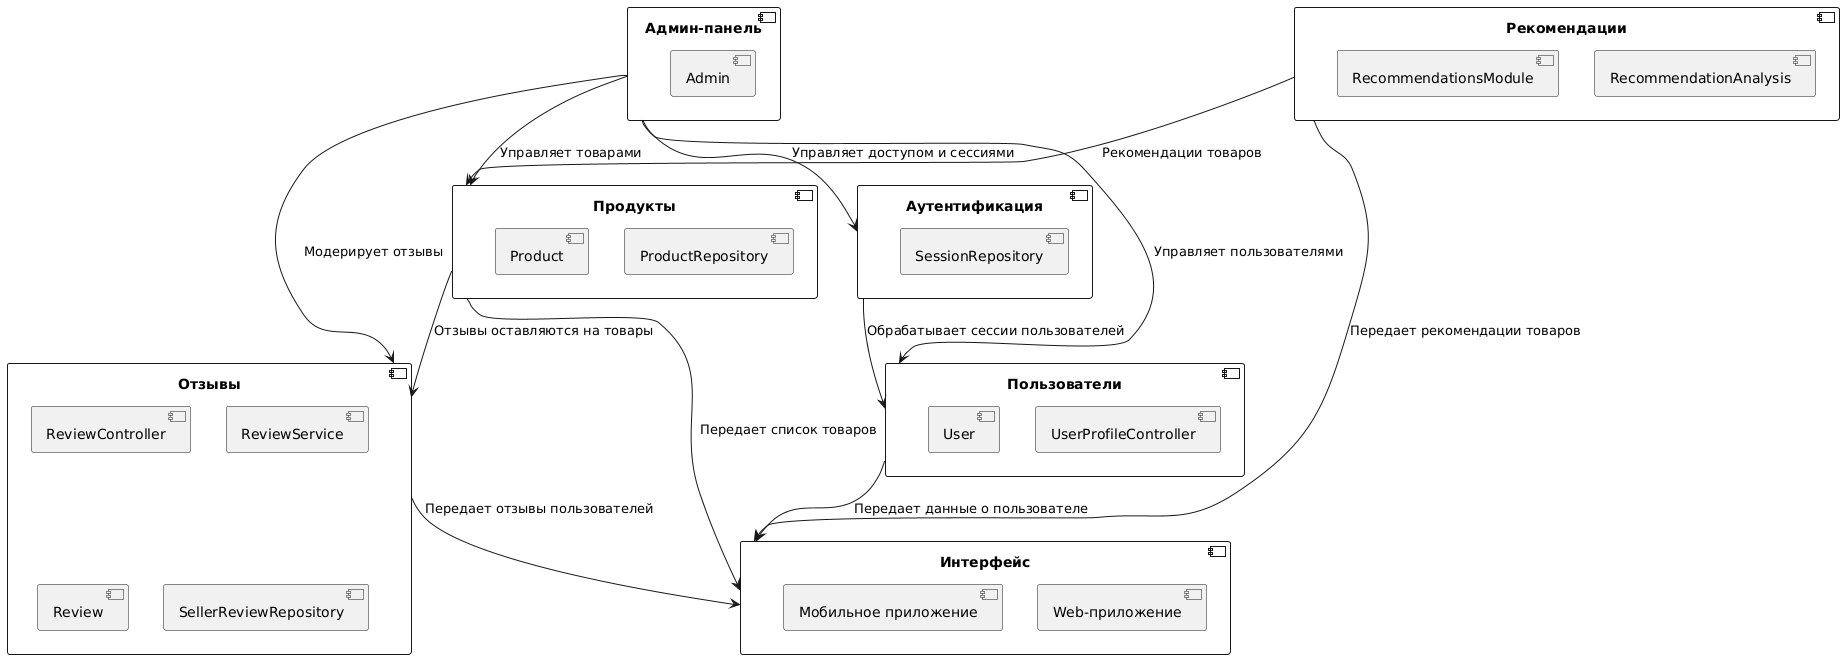 Админ-панель
Admin
Рекомендации
RecommendationsModule
RecommendationAnalysis
Управляет товарами
Управляет доступом и сессиями
Рекомендации товаров
Продукты
Product
ProductRepository
Аутентификация
SessionRepository
Модерирует отзывы
Управляет пользователями
Отзывы оставляются на товары
Обрабатывает сессии пользователей
Передает рекомендации товаров
Отзывы
ReviewController
ReviewService
Review
SellerReviewRepository
Пользователи
User
UserProfileController
Передает список товаров
Передает отзывы пользователей
Передает данные о пользователе
Интерфейс
Мобильное приложение
Web-приложение